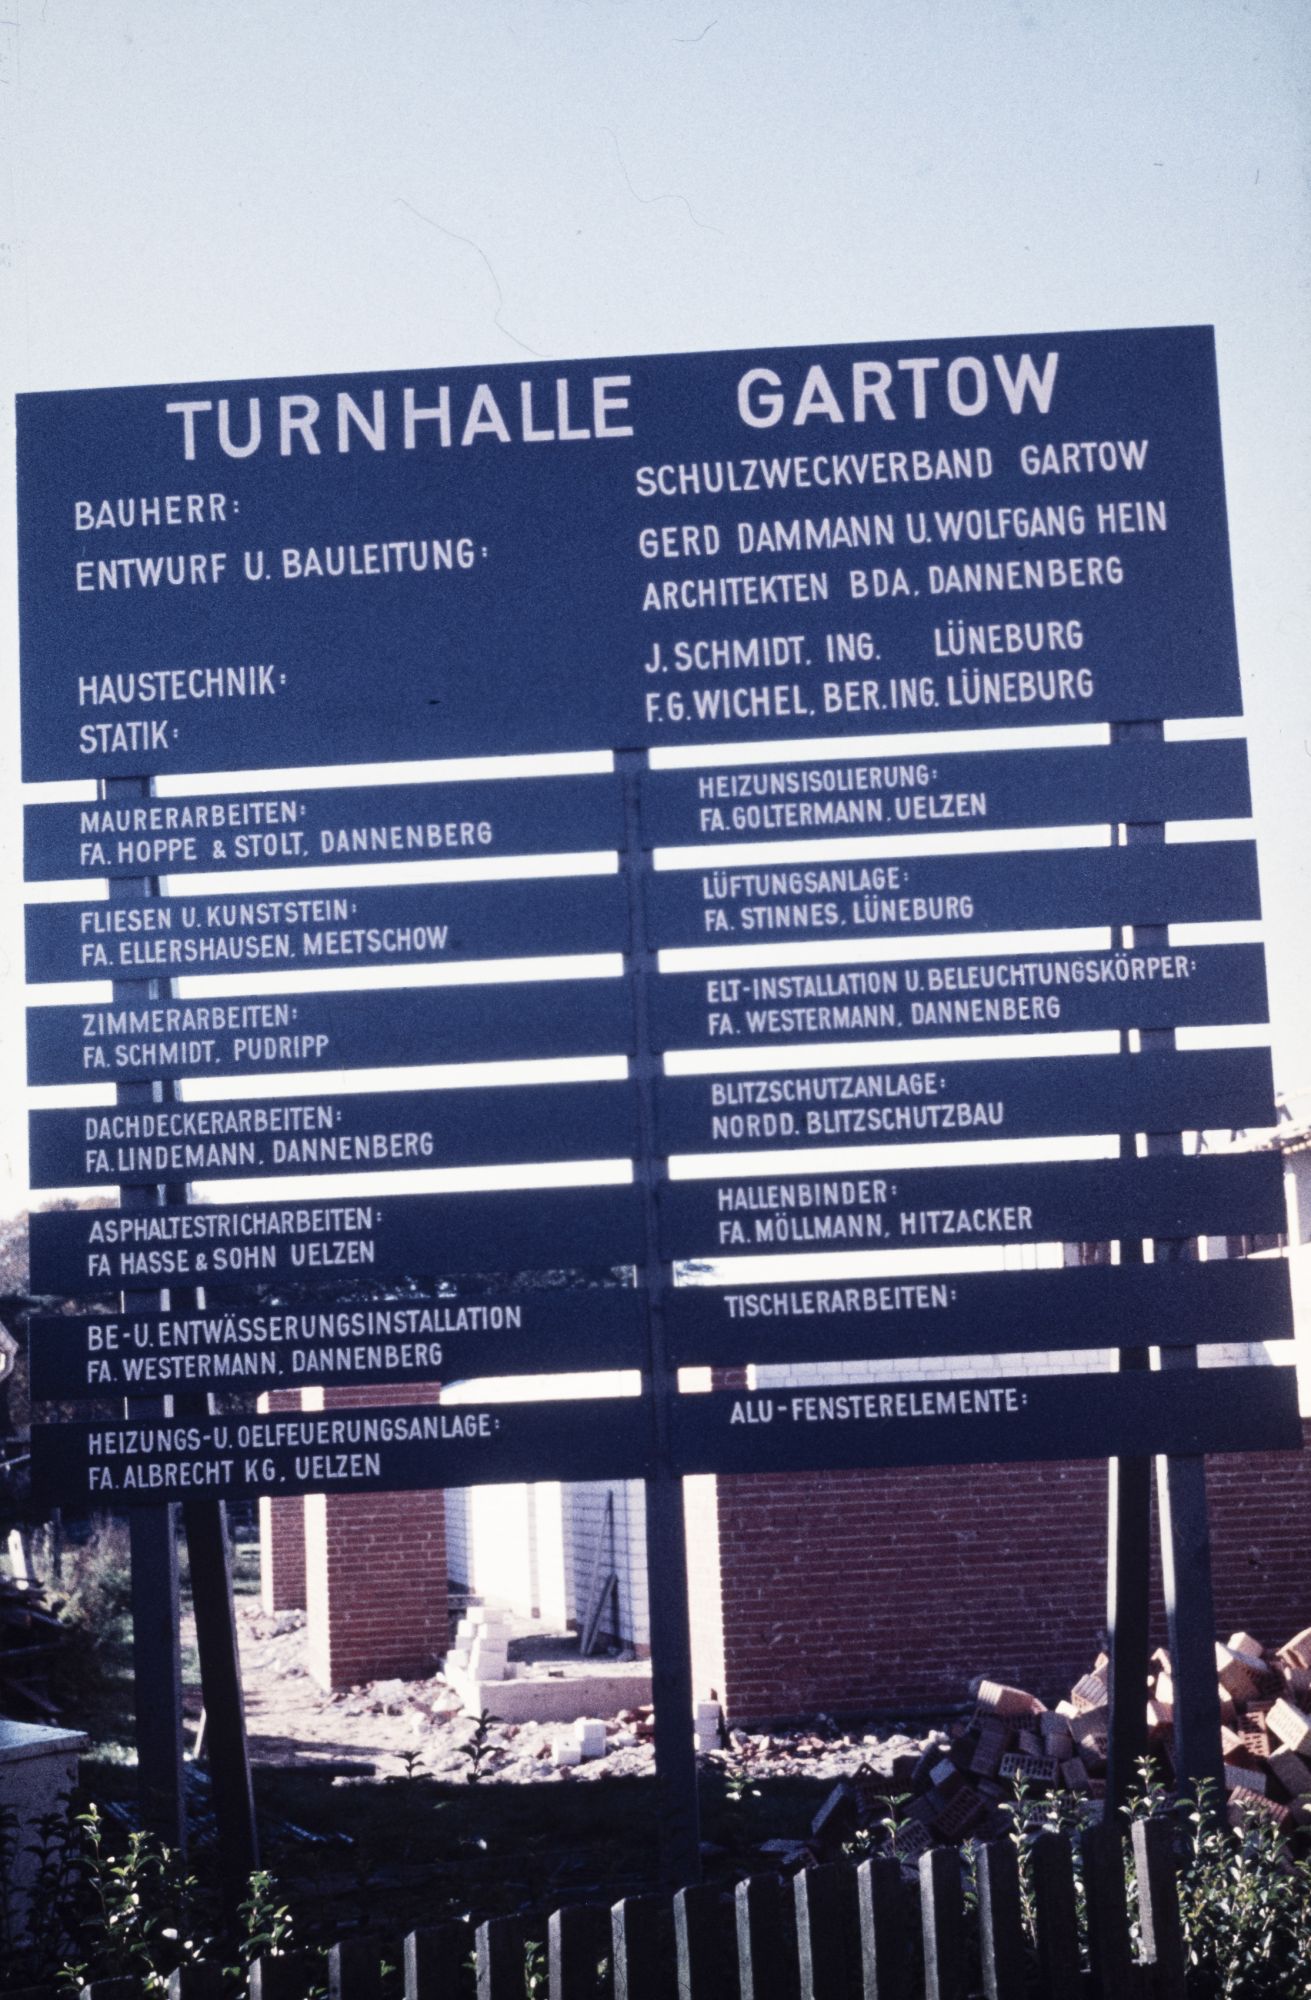 TURNHALLE GARTOW
BAUHERR: SCHULZWECKVERBAND GARTOW
ENTWURF U. BAULEITUNG: GERD DAMMANN U. WOLFGANG HEIN
ARCHITEKTEN BDA. DANNENBERG
HAUSTECHNIK: J. SCHMIDT. ING. LÜNEBURG
STATIK: F.G. WICHEL. BER.ING. LÜNEBURG
MAURERARBEITEN:
FA. HOPPE & STOLT. DANNENBERG
FLIESEN U. KUNSTSTEIN:
FA. ELLERSHAUSEN. MEETSCHOW
ZIMMERARBEITEN:
FA. SCHMIDT. PUDRIPP
DACHDECKERARBEITEN:
FA. LINDEMANN. DANNENBERG
ASPHALTESTRICHARBEITEN:
FA HASSE & SOHN UELZEN
BE-U. ENTWÄSSERUNGSINSTALLATION
FA. WESTERMANN. DANNENBERG
HEIZUNGS-U. OELFEUERUNGSANLAGE:
FA. ALBRECHT KG. UELZEN
HEIZUNSISOLIERUNG:
FA. GOLTERMANN. UELZEN
LÜFTUNGSANLAGE:
FA. STINNES. LÜNEBURG
ELT-INSTALLATION U. BELEUCHTUNGSKÖRPER:
FA. WESTERMANN. DANNENBERG
BLITZSCHUTZANLAGE:
NORDD. BLITZSCHUTZBAU
HALLENBINDER:
FA. MÖLLMANN. HITZACKER
TISCHLERARBEITEN:
ALU-FENSTERELEMENTE: